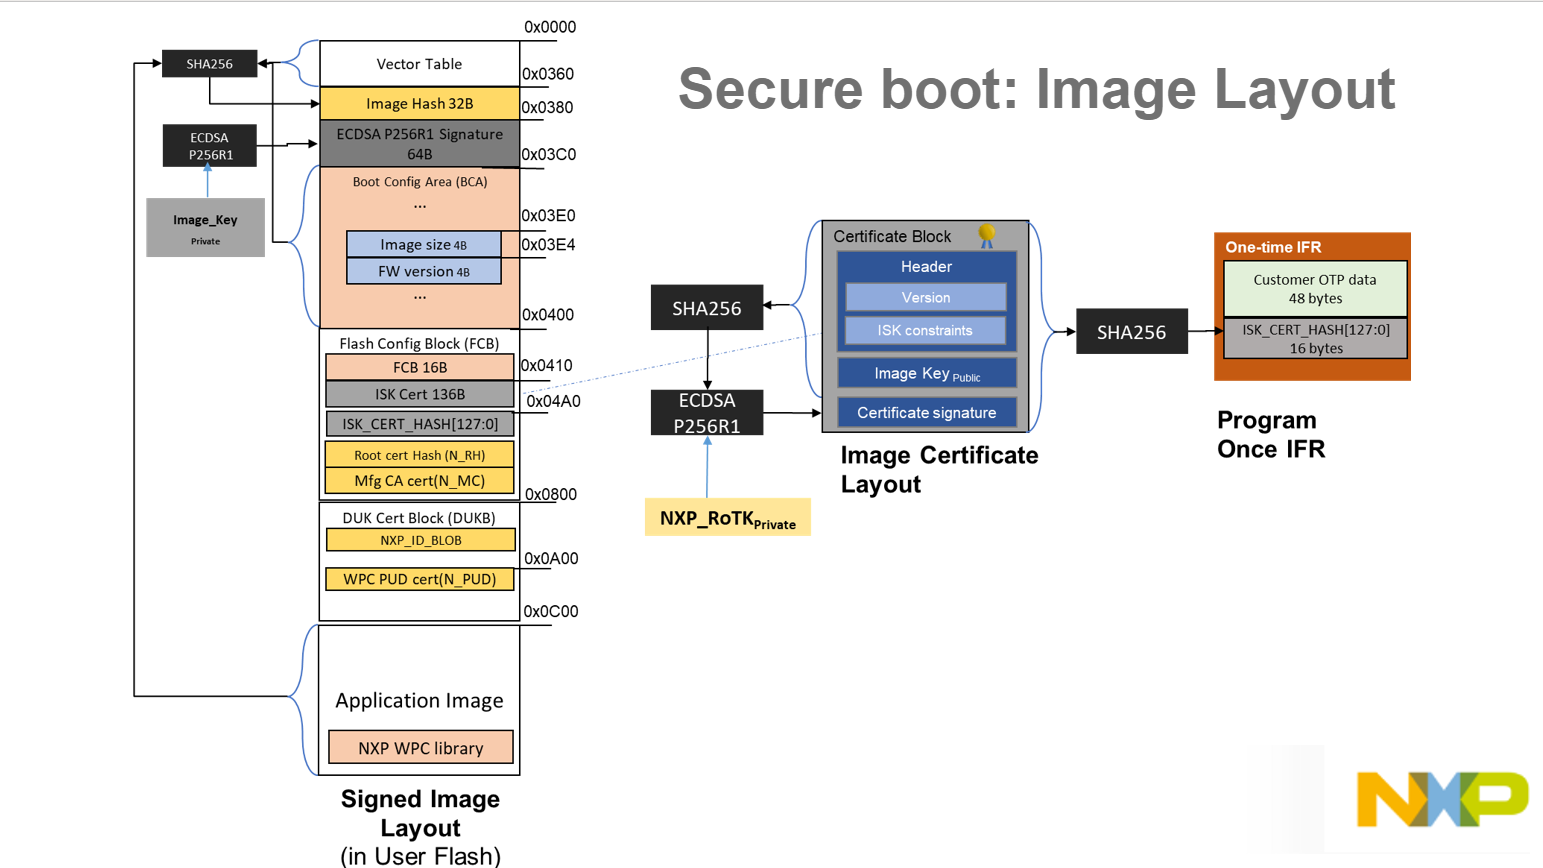 Secure boot: Image Layout
0x0000
SHA256
Vector Table
0x0360
Image Hash 32B
0x0380
ECDSA
P256R1
ECDSA P256R1 Signature
64B
0x03C0
Image_Key
Private
Boot Config Area (BCA)
...
0x03E0
Image size 4B
0x03E4
FW version 4B
...
0x0400
Flash Config Block (FCB)
FCB 16B
0x0410
ISK Cert 136B
0x04A0
ISK_CERT_HASH[127:0]
Root cert Hash (N_RH)
Mfg CA cert(N_MC)
0x0800
DUK Cert Block (DUKB)
NXP_ID_BLOB
0x0A00
WPC PUD cert(N_PUD)
0x0C00
Application Image
NXP WPC library
Signed Image
Layout
(in User Flash)
SHA256
ECDSA
P256R1
NXP_RoTKPrivate
Certificate Block
Header
Version
ISK constraints
Image Key Public
Certificate signature
Image Certificate
Layout
SHA256
One-time IFR
Customer OTP data
48 bytes
ISK_CERT_HASH[127:0]
16 bytes
Program
Once IFR
NXP